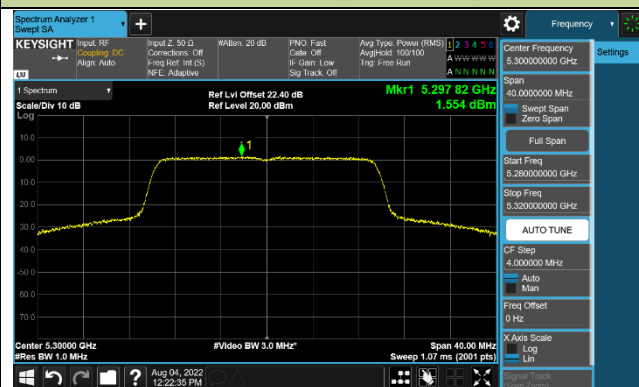 Spectrum Analyzer 1
Swept SA
Frequency
KEYSIGHT
Input: RF
Coupling: DC
Align: Auto
Input Z: 50 Ω
Corrections: Off
Freq Ref: Int (S)
NFE: Adaptive
#Atten: 20 dB
PNO: Fast
Gate: Off
IF Gain: Low
Sig Track: Off
Avg Type: Power (RMS)
Avg|Hold: 100/100
Trig: Free Run
1 2 3 4 5 6
A W W W W W
A N N N N N
LXI
1 Spectrum
Scale/Div 10 dB
Log
Ref Lvl Offset 22.40 dB
Ref Level 20.00 dBm
Mkr1 5.297 82 GHz
1.554 dBm
1
10.0
0.00
-10.0
-20.0
-30.0
-40.0
-50.0
-60.0
-70.0
Center 5.30000 GHz
#Res BW 1.0 MHz
#Video BW 3.0 MHz*
Span 40.00 MHz
Sweep 1.07 ms (2001 pts)
Aug 04, 2022
12:22:35 PM
Center Frequency
5.300000000 GHz
Settings
Span
40.0000000 MHz
Swept Span
Zero Span
Full Span
Start Freq
5.280000000 GHz
Stop Freq
5.320000000 GHz
AUTO TUNE
CF Step
4.000000 MHz
Auto
Man
Freq Offset
0 Hz
X Axis Scale
Log
Lin
Signal Track
(Span Zoom)